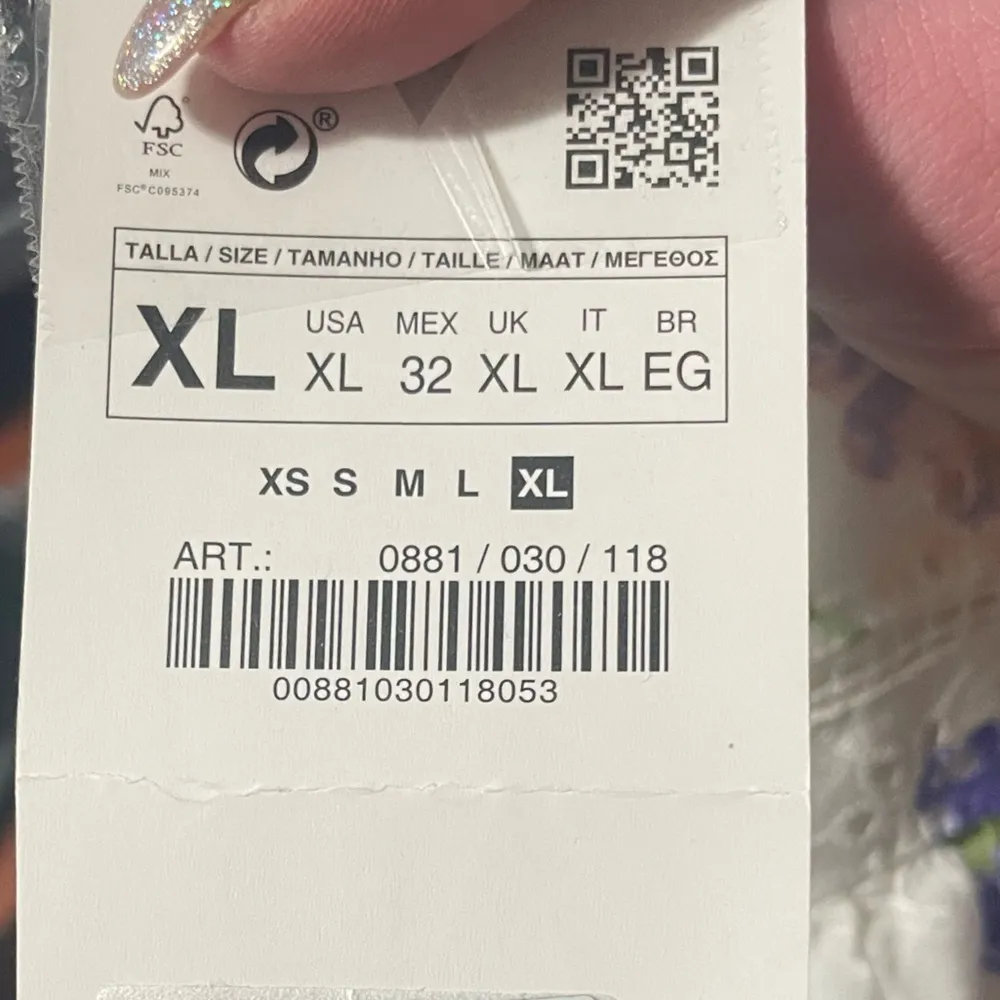 FSC
MIX
FSC® C095374
®
TALLA / SIZE / TAMANHO / TAILLE / MAAT / ΜΕΓΕΘΟΣ
XL
USA MEX UK IT BR
XL 32 XL XL EG
XS S M L XL
ART.: 0881 / 030 / 118
00881030118053